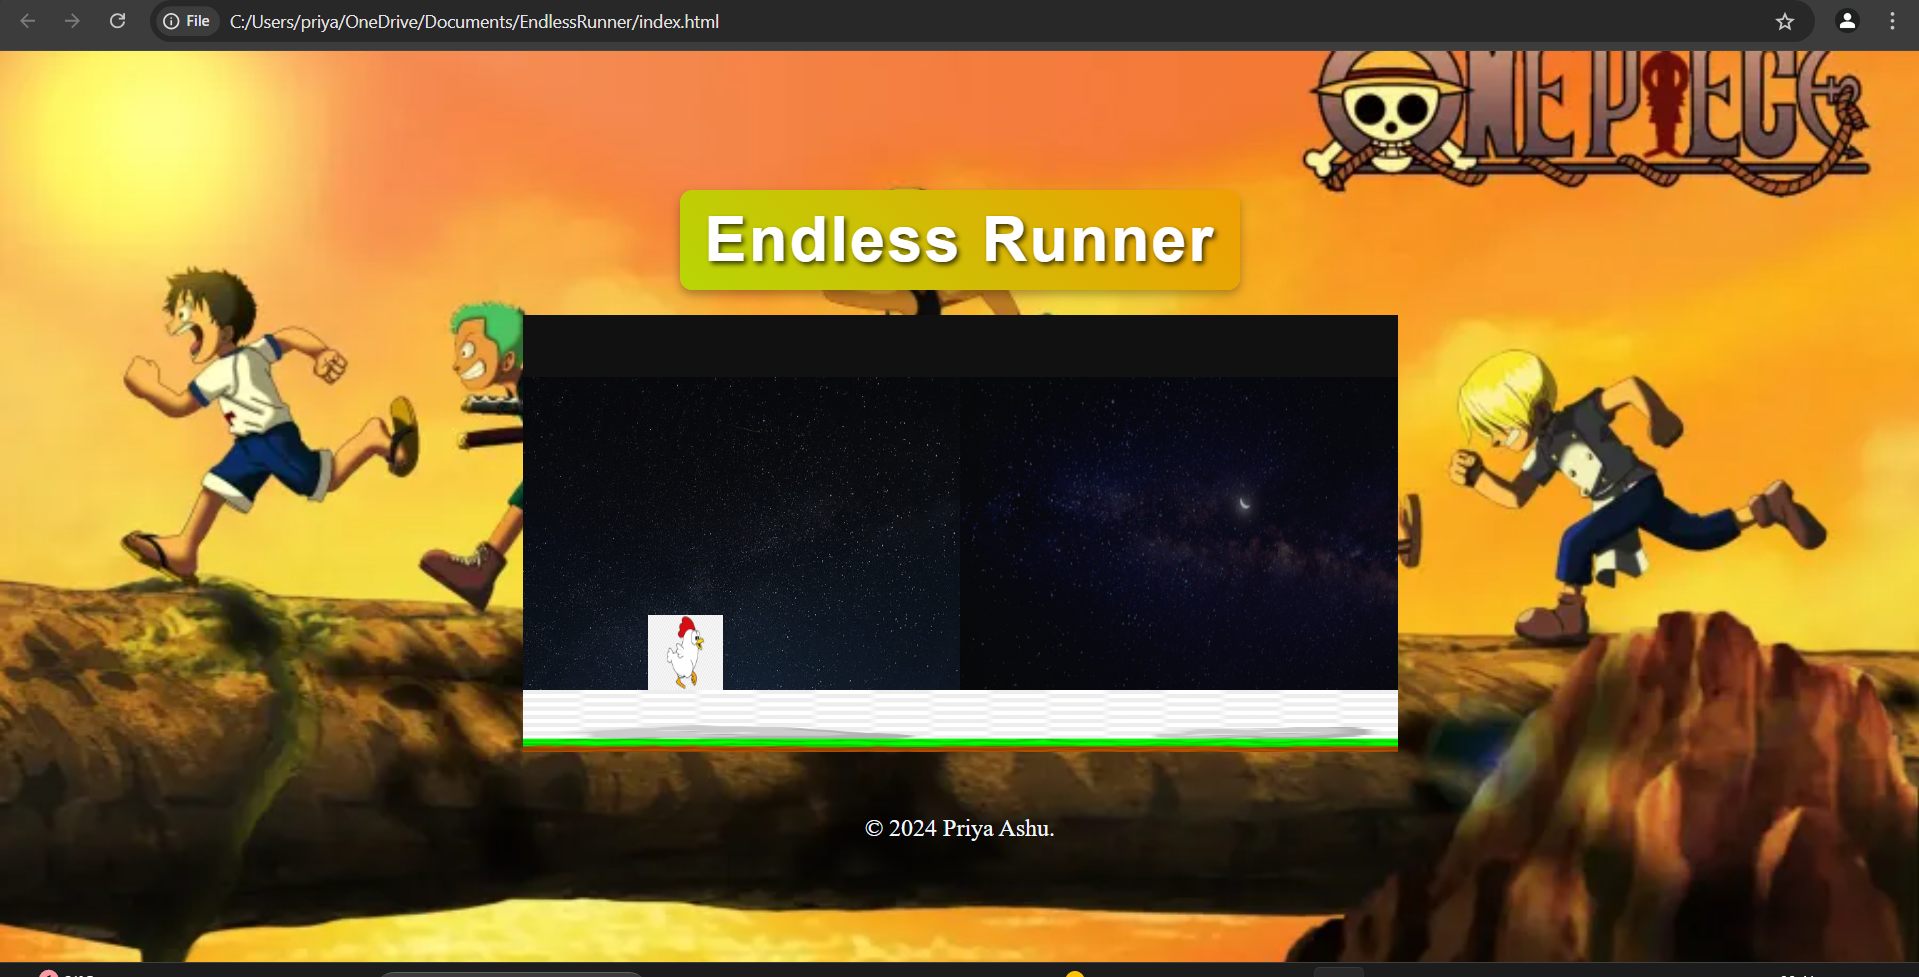 File C:/Users/priya/OneDrive/Documents/EndlessRunner/index.html
ONE PIECE
Endless Runner
© 2024 Priya Ashu.